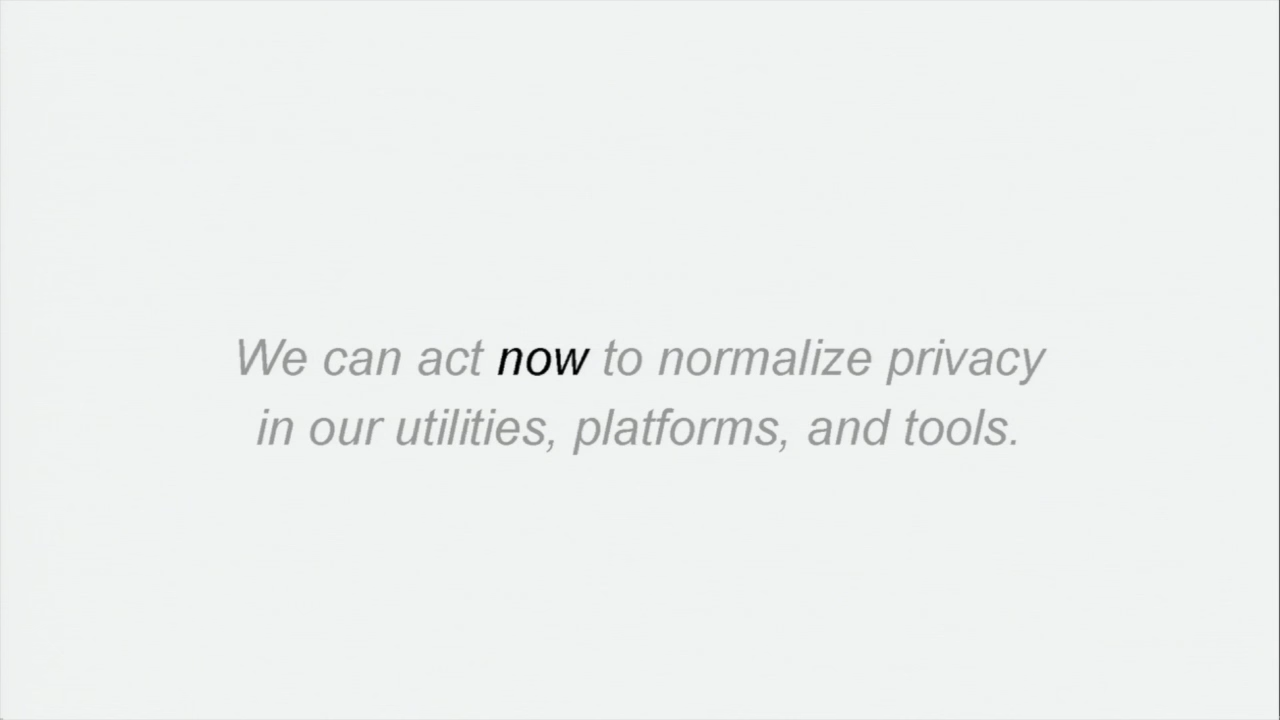 We can act now to normalize privacy
in our utilities, platforms, and tools.